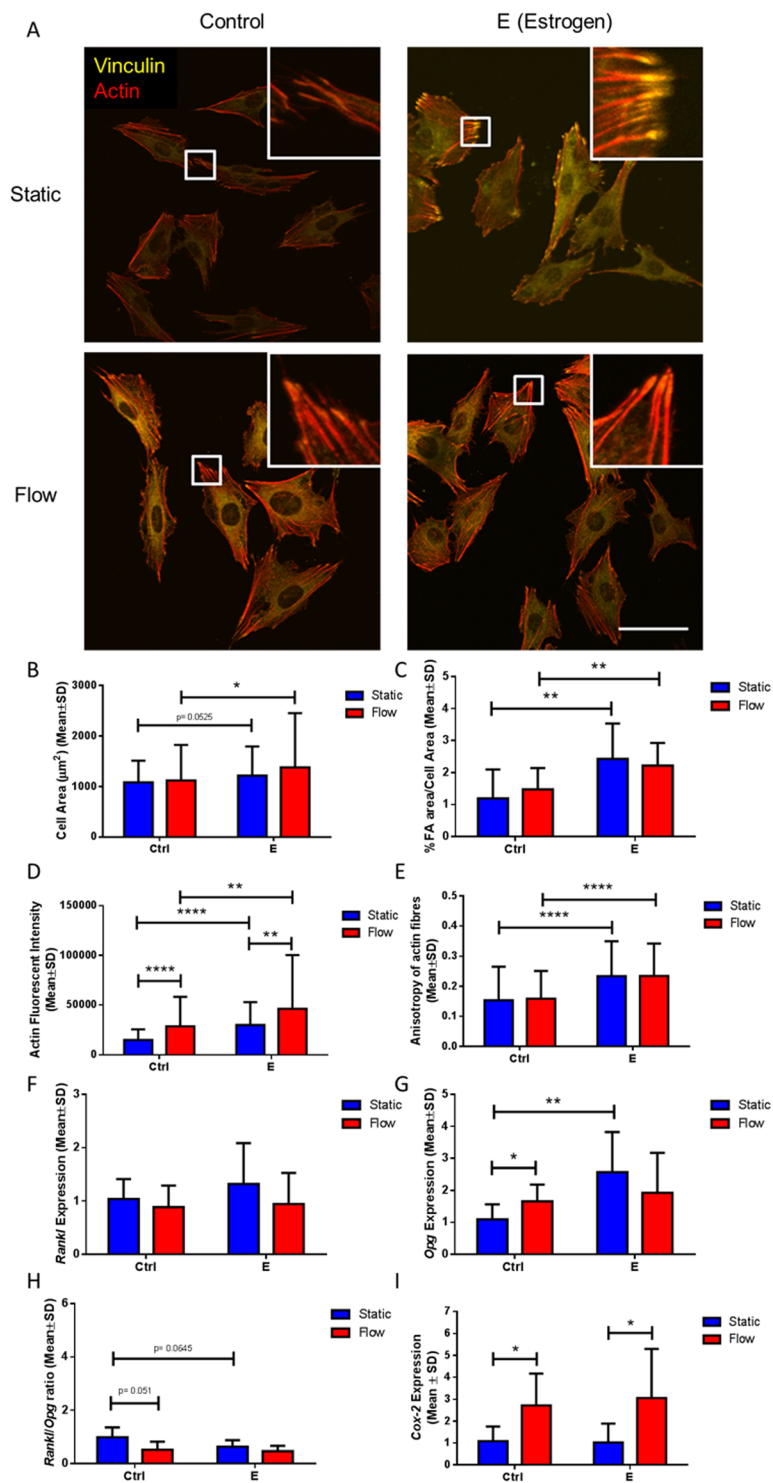 A
Control
E (Estrogen)
Vinculin
Actin
Static
Flow
B
Cell Area (µm²) (Mean±SD)
3000
2000
1000
0
p= 0.0525
*
Ctrl
E
Static
Flow
C
% FA area/Cell Area (Mean±SD)
5
4
3
2
1
0
**
**
Ctrl
E
Static
Flow
D
Actin Fluorescent Intensity
(Mean±SD)
150000
100000
50000
0
**
****
**
****
Ctrl
E
Static
Flow
E
Anisotropy of actin fibres
(Mean±SD)
0.5
0.4
0.3
0.2
0.1
0.0
****
****
Ctrl
E
Static
Flow
F
Rankl Expression (Mean±SD)
3
2
1
0
Ctrl
E
Static
Flow
G
Opg Expression (Mean±SD)
5
4
3
2
1
0
**
*
Ctrl
E
Static
Flow
H
Rankl/Opg ratio (Mean±SD)
6
4
2
0
p= 0.0645
p= 0.051
Ctrl
E
Static
Flow
I
Cox-2 Expression
(Mean ± SD)
7
6
5
4
3
2
1
0
*
*
Ctrl
E
Static
Flow